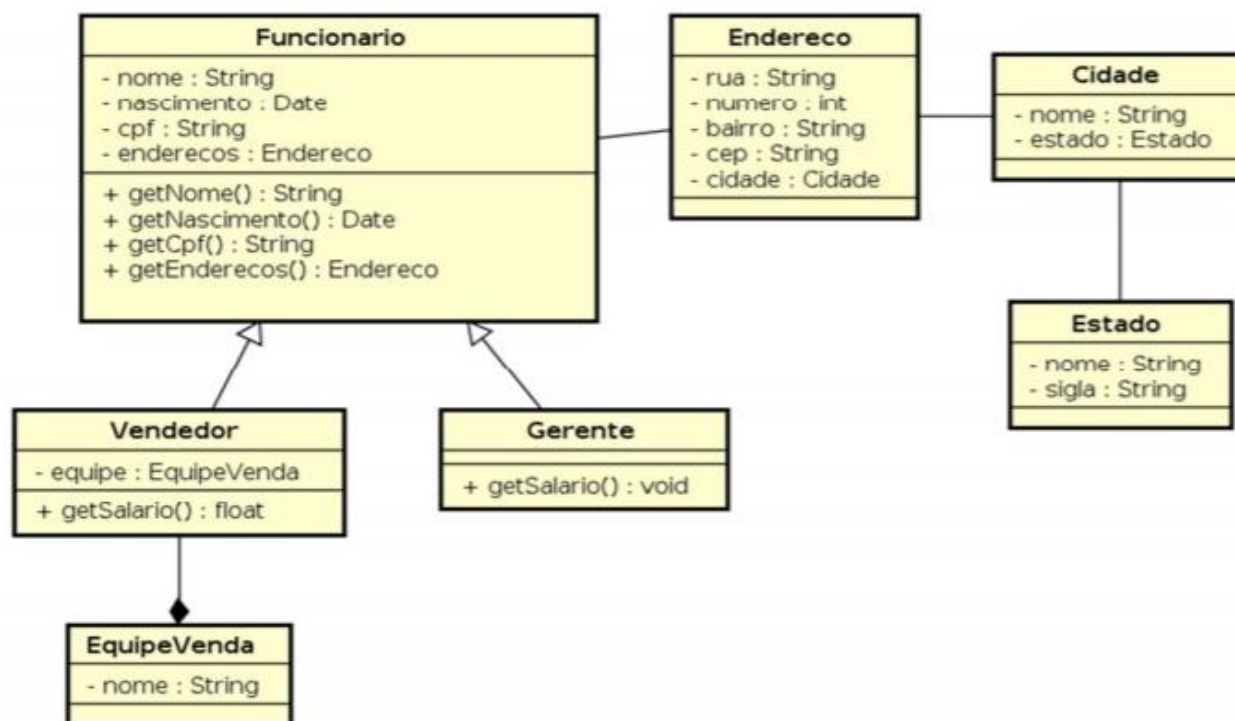 Funcionario
- nome : String
- nascimento : Date
- cpf : String
- enderecos : Endereco
+ getNome() : String
+ getNascimento() : Date
+ getCpf() : String
+ getEnderecos() : Endereco
Endereco
- rua : String
- numero : int
- bairro : String
- cep : String
- cidade : Cidade
Cidade
- nome : String
- estado : Estado
Estado
- nome : String
- sigla : String
Vendedor
- equipe : EquipeVenda
+ getSalario() : float
Gerente
+ getSalario() : void
EquipeVenda
- nome : String